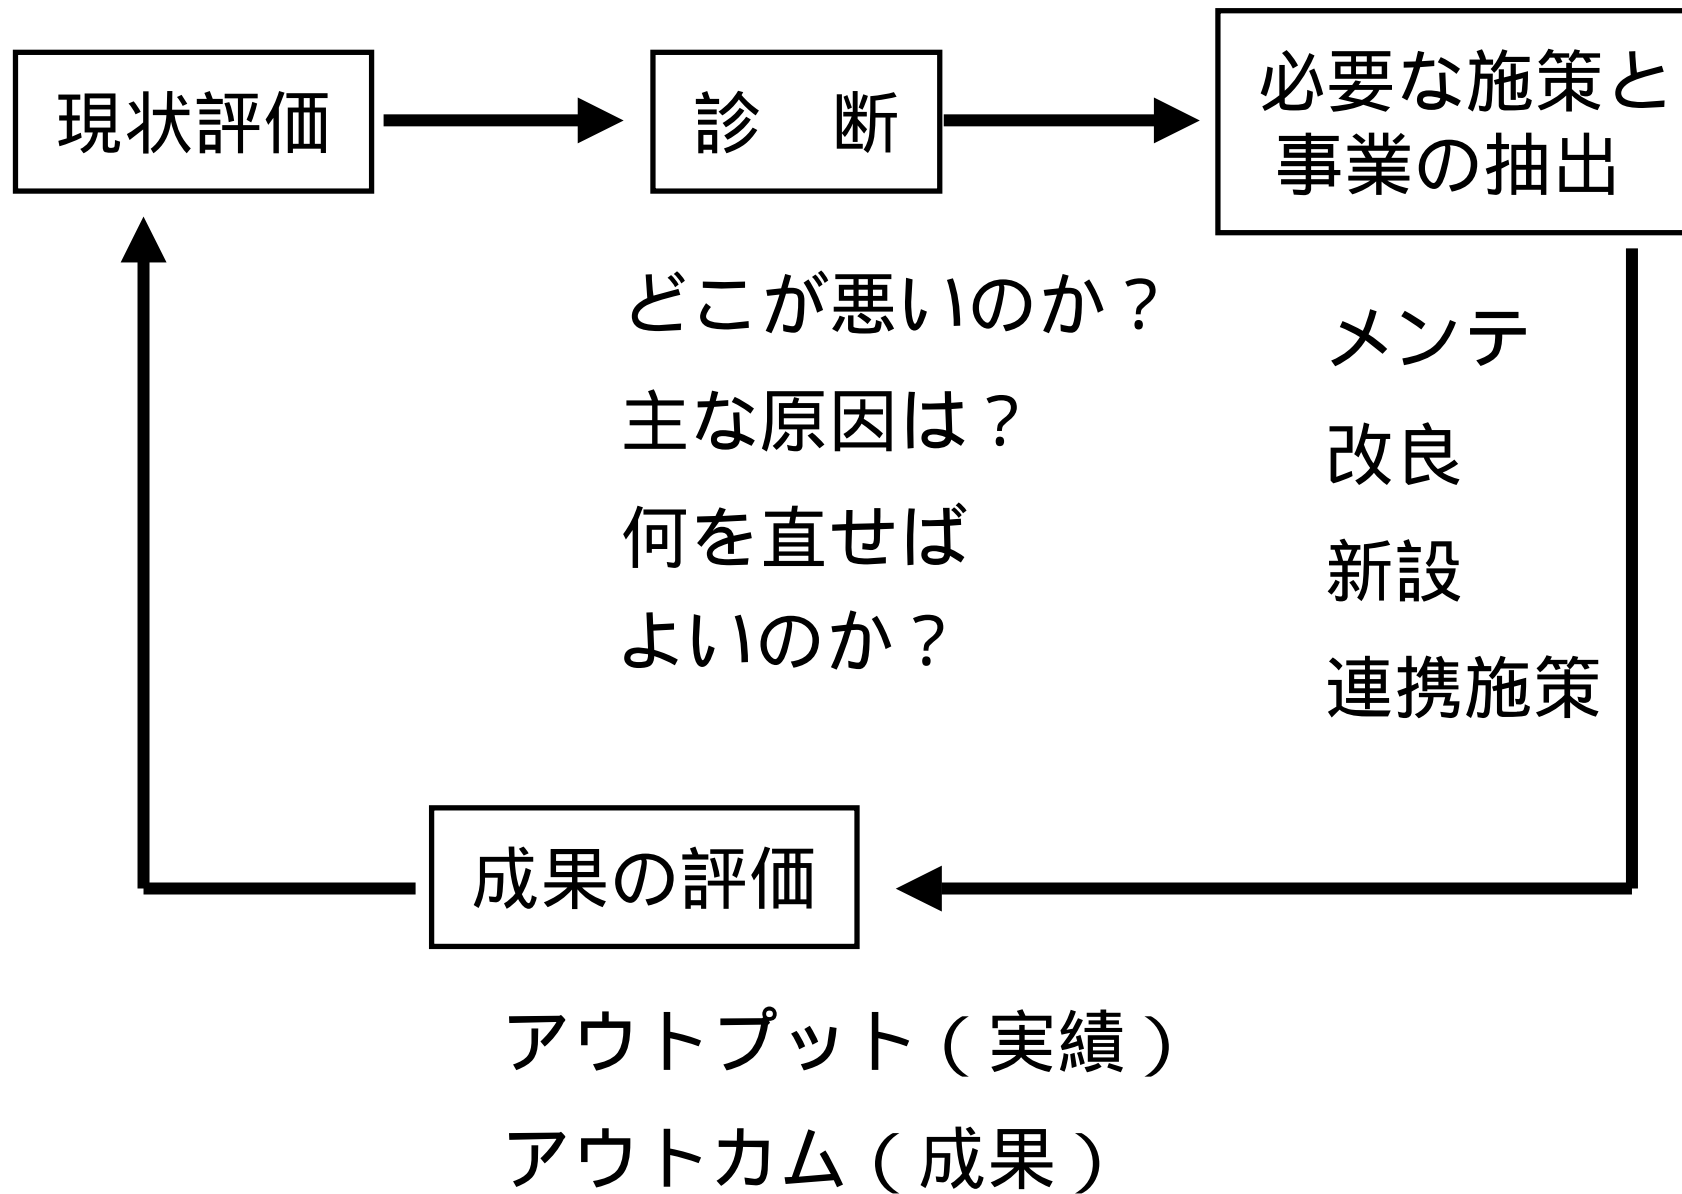 現状評価
診　断
必要な施策と
事業の抽出
どこが悪いのか？
主な原因は？
何を直せば
よいのか？
メンテ
改良
新設
連携施策
成果の評価
アウトプット（実績）
アウトカム（成果）